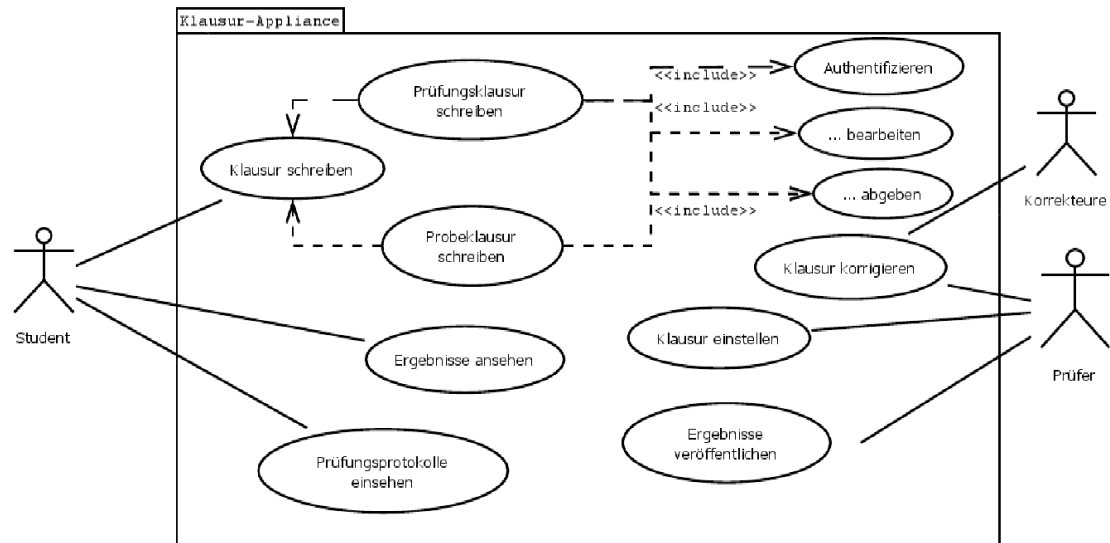 Klausur-Appliance
Prüfungsklausur
schreiben
<<include>>
Authentifizieren
<<include>>
... bearbeiten
Klausur schreiben
... abgeben
<<include>>
Korrekteure
Probeklausur
schreiben
Klausur korrigieren
Student
Klausur einstellen
Ergebnisse ansehen
Prüfer
Ergebnisse
veröffentlichen
Prüfungsprotokolle
einsehen